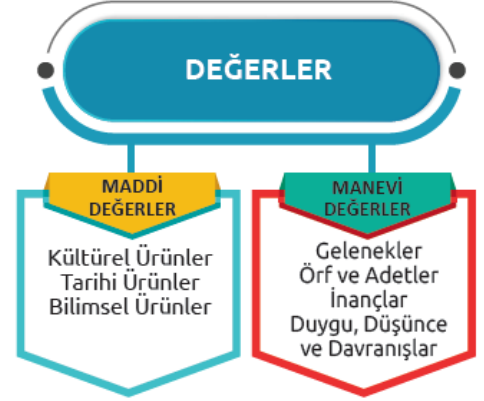 DEĞERLER
MADDİ
DEĞERLER
Kültürel Ürünler
Tarihi Ürünler
Bilimsel Ürünler
MANEVİ
DEĞERLER
Gelenekler
Örf ve Adetler
İnançlar
Duygu, Düşünce
ve Davranışlar